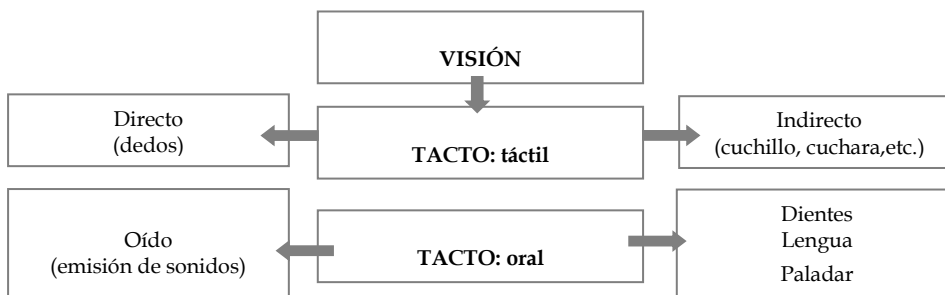 VISIÓN
Directo
(dedos)
TACTO: táctil
Indirecto
(cuchillo, cuchara,etc.)
Oído
(emisión de sonidos)
TACTO: oral
Dientes
Lengua
Paladar